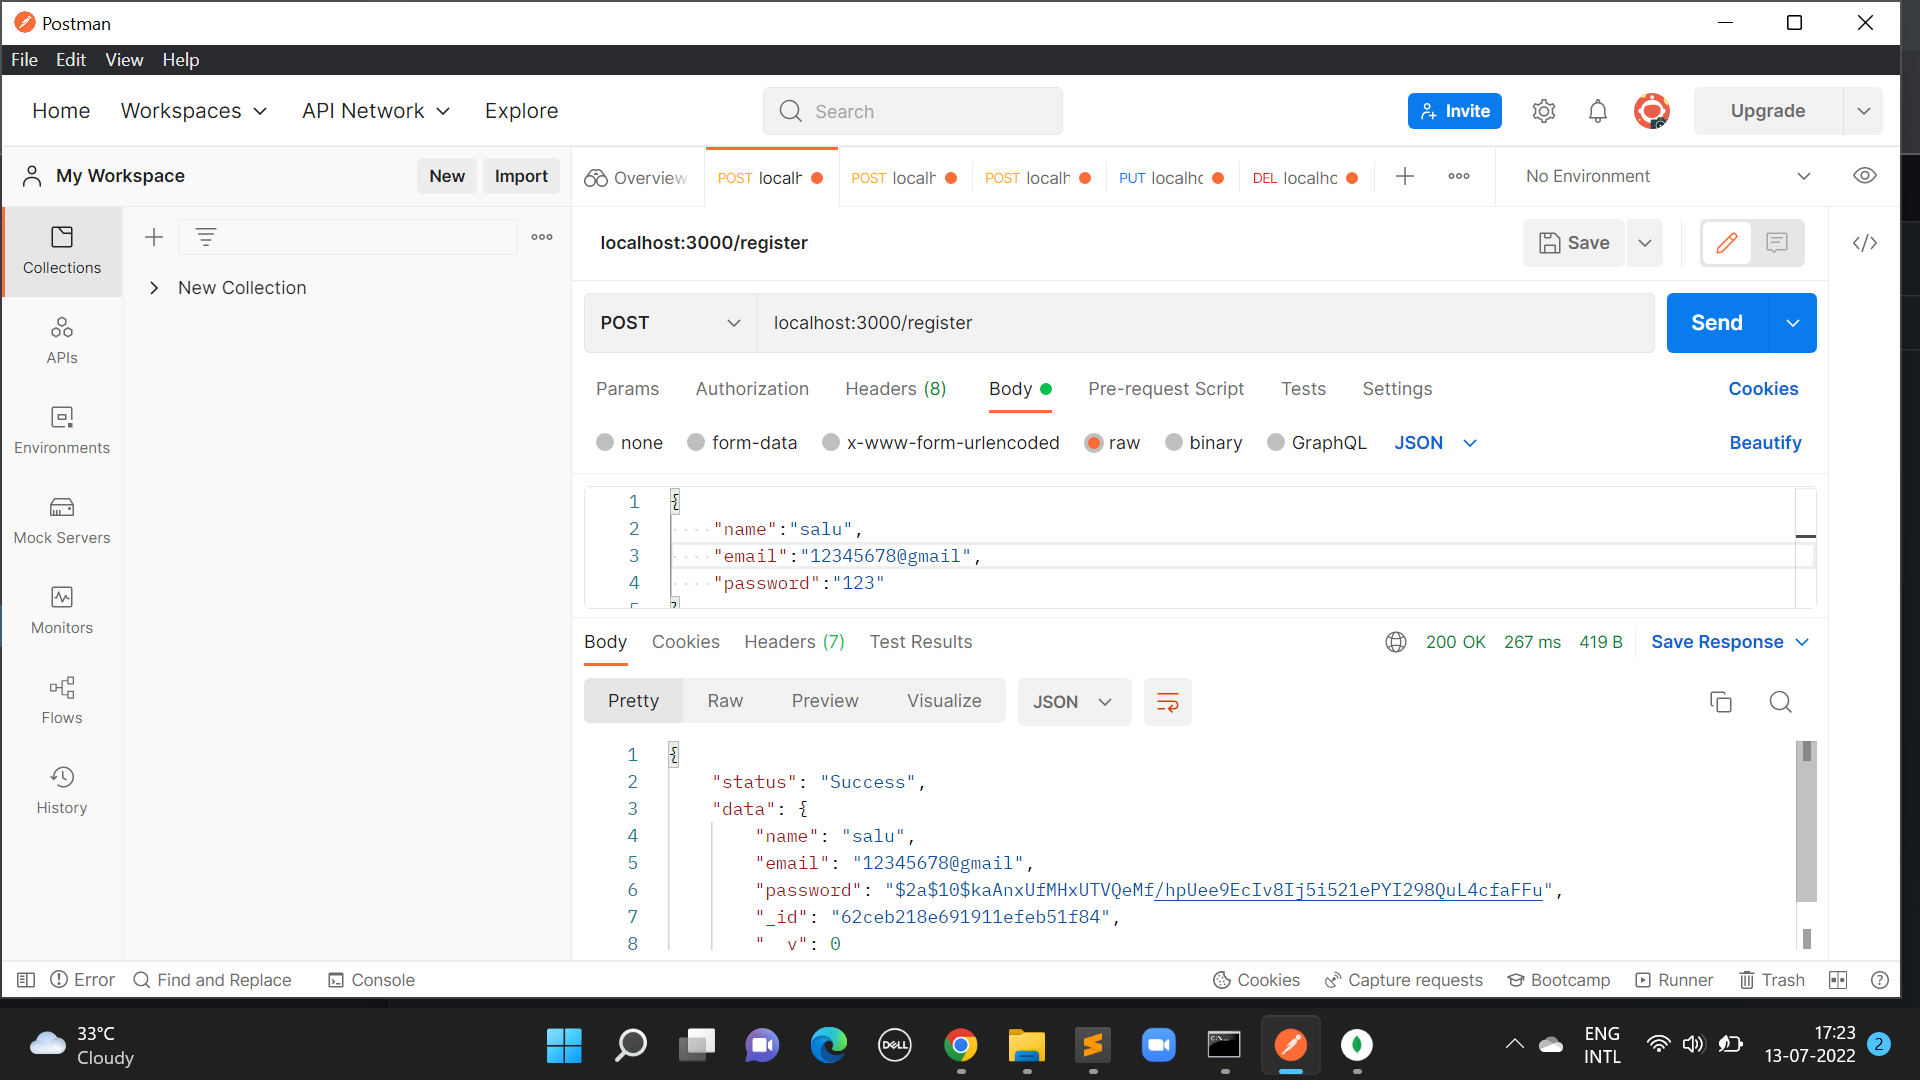 Postman
File Edit View Help
Home Workspaces API Network Explore Search Invite Upgrade
My Workspace New Import Overview POST localh POST localh POST localh PUT localhc DEL localhc No Environment
Collections
New Collection
APIs
Environments
Mock Servers
Monitors
Flows
History
localhost:3000/register Save
POST localhost:3000/register Send
Params Authorization Headers (8) Body Pre-request Script Tests Settings Cookies
none form-data x-www-form-urlencoded raw binary GraphQL JSON Beautify
1 {
2 "name":"salu",
3 "email":"12345678@gmail",
4 "password":"123"
5 }
Body Cookies Headers (7) Test Results 200 OK 267 ms 419 B Save Response
Pretty Raw Preview Visualize JSON
1 {
2 "status": "Success",
3 "data": {
4 "name": "salu",
5 "email": "12345678@gmail",
6 "password": "$2a$10$kaAnxUfMHxUTVQeMf/hpUee9EcIv8Ij5i521ePYI298QuL4cfaFFu",
7 "_id": "62ceb218e691911efeb51f84",
8 "__v": 0
Error Find and Replace Console Cookies Capture requests Bootcamp Runner Trash
33°C
Cloudy
DELL
ENG
INTL
17:23
13-07-2022
2